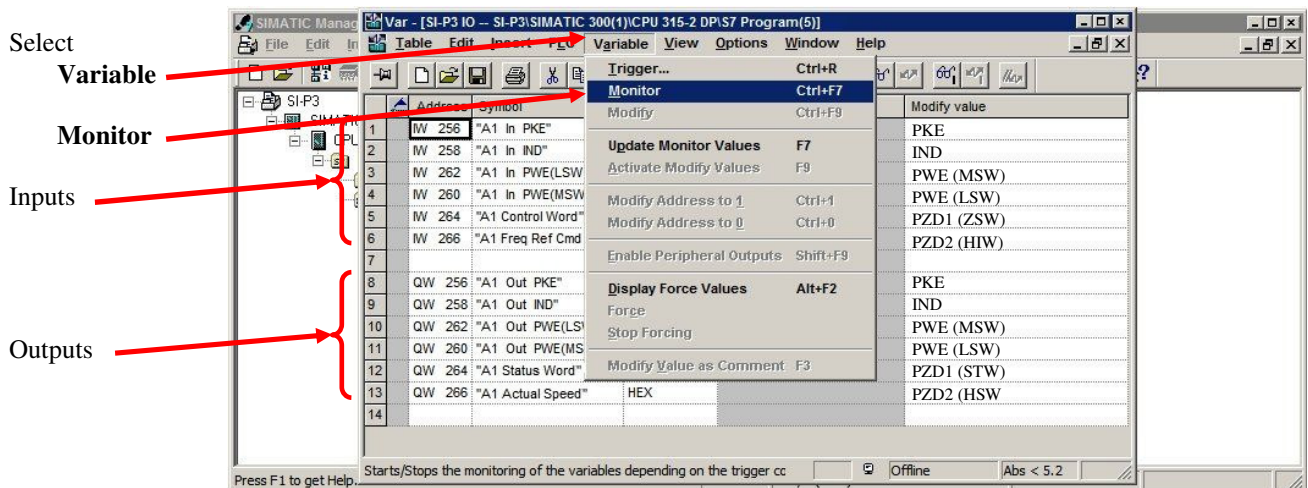 Select
Variable
Monitor
Inputs
Outputs
SIMATIC Manag
File Edit In
SI-P3
SIMATIC
CPU
Press F1 to get Help.
Var - [SI-P3 IO -- SI-P3\SIMATIC 300(1)\CPU 315-2 DP\S7 Program(5)]
Table Edit Insert PLC Variable View Options Window Help
Trigger... Ctrl+R
Monitor Ctrl+F7
Modify Ctrl+F9
Update Monitor Values F7
Activate Modify Values F9
Modify Address to 1 Ctrl+1
Modify Address to 0 Ctrl+0
Enable Peripheral Outputs Shift+F9
Display Force Values Alt+F2
Force
Stop Forcing
Modify Value as Comment F3
Address Symbol Modify value
1 IW 256 "A1 In PKE" PKE
2 IW 258 "A1 In IND" IND
3 IW 262 "A1 In PWE(LSW PWE (MSW)
4 IW 260 "A1 In PWE(MSW PWE (LSW)
5 IW 264 "A1 Control Word" PZD1 (ZSW)
6 IW 266 "A1 Freq Ref Cmd PZD2 (HIW)
7
8 QW 256 "A1 Out PKE" PKE
9 QW 258 "A1 Out IND" IND
10 QW 262 "A1 Out PWE(LS PWE (MSW)
11 QW 260 "A1 Out PWE(MS PWE (LSW)
12 QW 264 "A1 Status Word" PZD1 (STW)
13 QW 266 "A1 Actual Speed" HEX PZD2 (HSW
14
Starts/Stops the monitoring of the variables depending on the trigger cc Offline Abs < 5.2